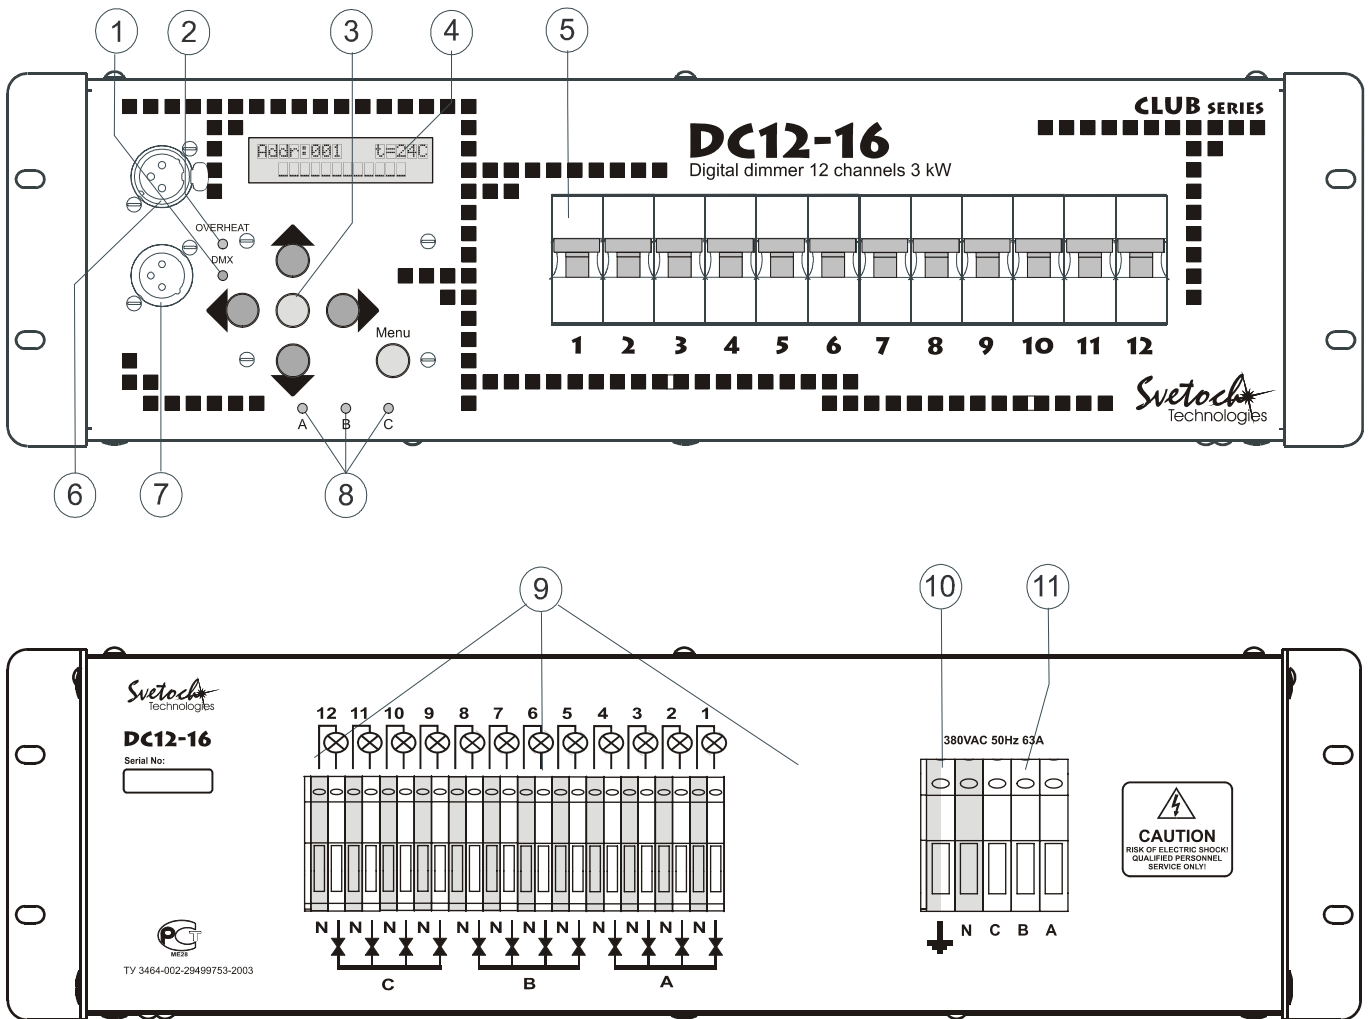 1 2 3 4 5
CLUB SERIES
DC12-16
Digital dimmer 12 channels 3 kW
Addr:001 t=24C
OVERHEAT
DMX
Menu
1 2 3 4 5 6 7 8 9 10 11 12
Svetoch
Technologies
A B C
6 7 8
9 10 11
Svetoch
Technologies
DC12-16
Serial No:
12 11 10 9 8 7 6 5 4 3 2 1
380VAC 50Hz 63A
CAUTION
RISK OF ELECTRIC SHOCK!
QUALIFIED PERSONNEL
SERVICE ONLY!
N N N N N N N N N N N N
C B A
N C B A
РСТ
ME28
ТУ 3464-002-29499753-2003